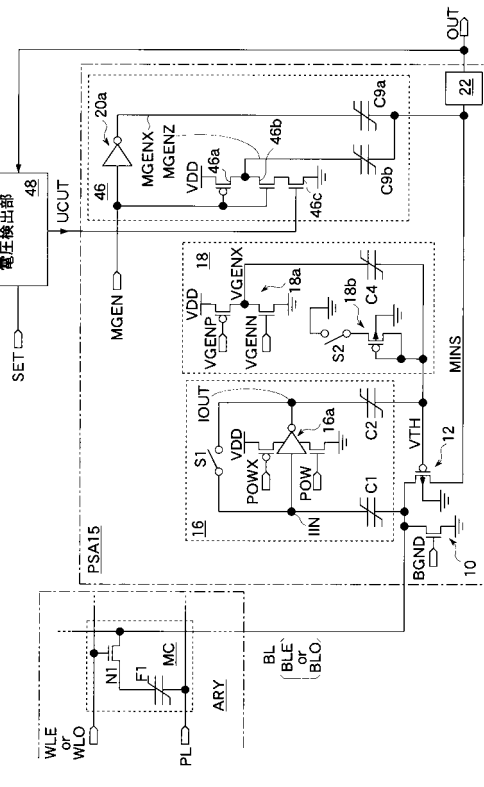 電圧検出部
48
SET
UCUT
OUT
22
PSA15
46
20a
MGEN
MGENX
MGENZ
VDD
46a
46b
46c
C9a
C9b
18
VDD
VGENP
VGENN
VGENX
18a
C4
S2
18b
MINS
16
S1
IOUT
VDD
POWX
POW
16a
IIN
C1
C2
VTH
12
BGND
10
WLE
or
WLO
N1
MC
F1
PL
ARY
BL
BLE
or
BLO